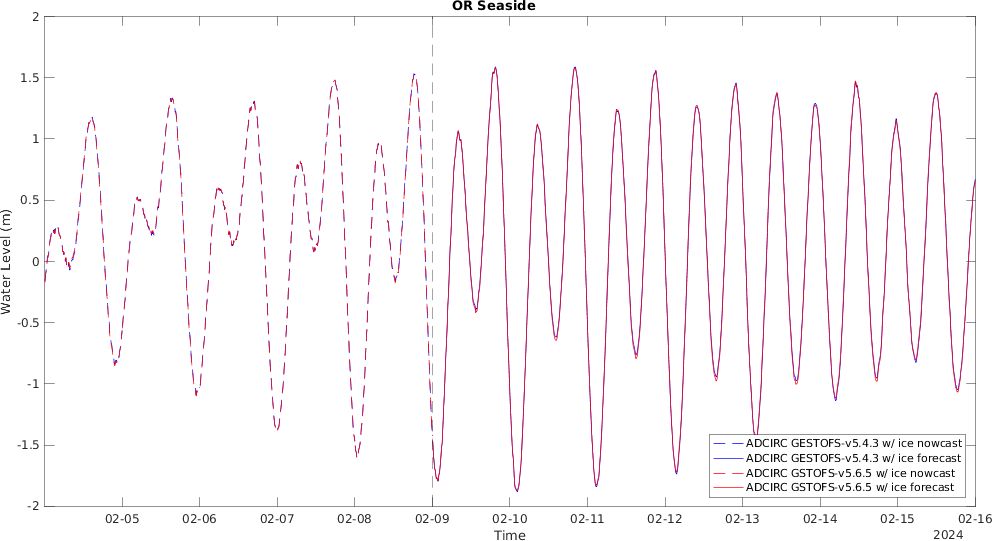 OR Seaside
2
1.5
1
0.5
0
-0.5
-1
-1.5
-2
Water Level (m)
ADCIRC GESTOFS-v5.4.3 w/ ice nowcast
ADCIRC GESTOFS-v5.4.3 w/ ice forecast
ADCIRC GSTOFS-v5.6.5 w/ ice nowcast
ADCIRC GSTOFS-v5.6.5 w/ ice forecast
02-05 02-06 02-07 02-08 02-09 02-10 02-11 02-12 02-13 02-14 02-15 02-16
Time
2024